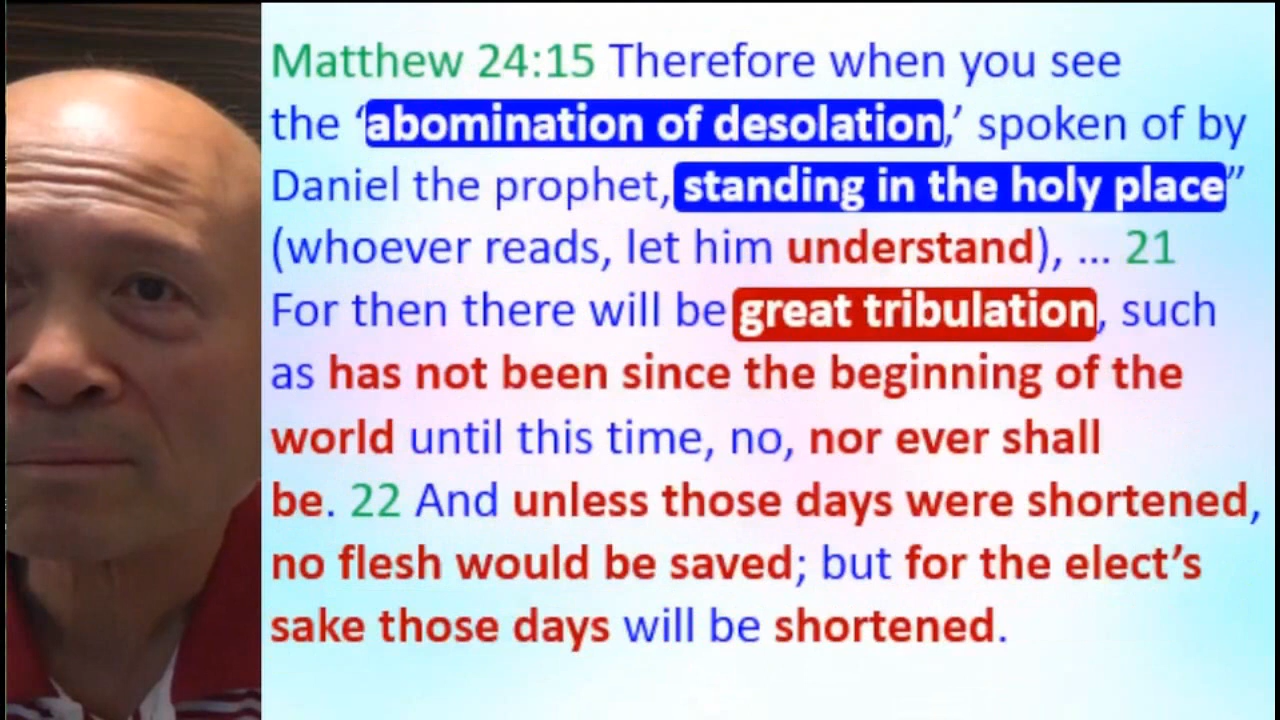 Matthew 24:15 Therefore when you see
the ‘abomination of desolation,’ spoken of by
Daniel the prophet, standing in the holy place”
(whoever reads, let him understand), ... 21
For then there will be great tribulation, such
as has not been since the beginning of the
world until this time, no, nor ever shall
be. 22 And unless those days were shortened,
no flesh would be saved; but for the elect’s
sake those days will be shortened.